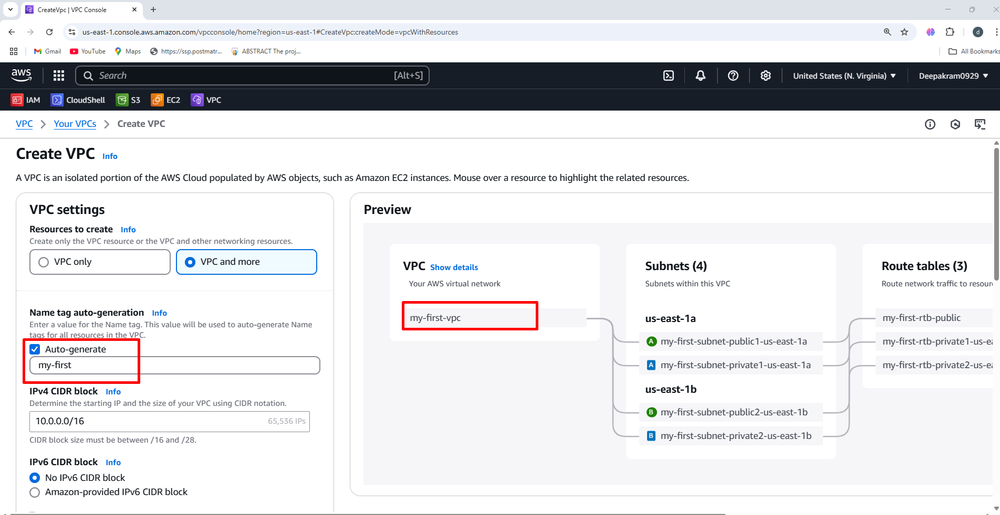 CreateVpc | VPC Console
us-east-1.console.aws.amazon.com/vpcconsole/home?region=us-east-1#CreateVpc:createMode=vpcWithResources
d
Gmail YouTube Maps https://ssp.postmatr... ABSTRACT The proj... All Bookmarks
aws Search [Alt+S] United States (N. Virginia) Deepakram0929
IAM CloudShell S3 EC2 VPC
VPC Your VPCs Create VPC
Create VPC Info
A VPC is an isolated portion of the AWS Cloud populated by AWS objects, such as Amazon EC2 instances. Mouse over a resource to highlight the related resources.
VPC settings
Resources to create Info
Create only the VPC resource or the VPC and other networking resources.
VPC only VPC and more
Name tag auto-generation Info
Enter a value for the Name tag. This value will be used to auto-generate Name
tags for all resources in the VPC.
Auto-generate
my-first
IPv4 CIDR block Info
Determine the starting IP and the size of your VPC using CIDR notation.
10.0.0.0/16 65,536 IPs
CIDR block size must be between /16 and /28.
IPv6 CIDR block Info
No IPv6 CIDR block
Amazon-provided IPv6 CIDR block
Preview
VPC Show details
Your AWS virtual network
my-first-vpc
Subnets (4)
Subnets within this VPC
us-east-1a
A my-first-subnet-public1-us-east-1a
A my-first-subnet-private1-us-east-1a
us-east-1b
B my-first-subnet-public2-us-east-1b
B my-first-subnet-private2-us-east-1b
Route tables (3)
Route network traffic to resour
my-first-rtb-public
my-first-rtb-private1-us-ea
my-first-rtb-private2-us-ea